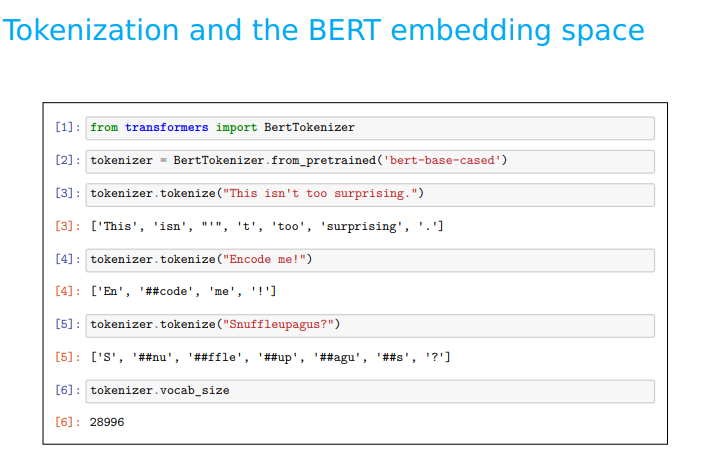 Tokenization and the BERT embedding space
[1]: from transformers import BertTokenizer
[2]: tokenizer = BertTokenizer.from_pretrained('bert-base-cased')
[3]: tokenizer.tokenize("This isn't too surprising.")
[3]: ['This', 'isn', "'", 't', 'too', 'surprising', '.']
[4]: tokenizer.tokenize("Encode me!")
[4]: ['En', '##code', 'me', '!']
[5]: tokenizer.tokenize("Snuffleupagus?")
[5]: ['S', '##nu', '##ffle', '##up', '##agu', '##s', '?']
[6]: tokenizer.vocab_size
[6]: 28996